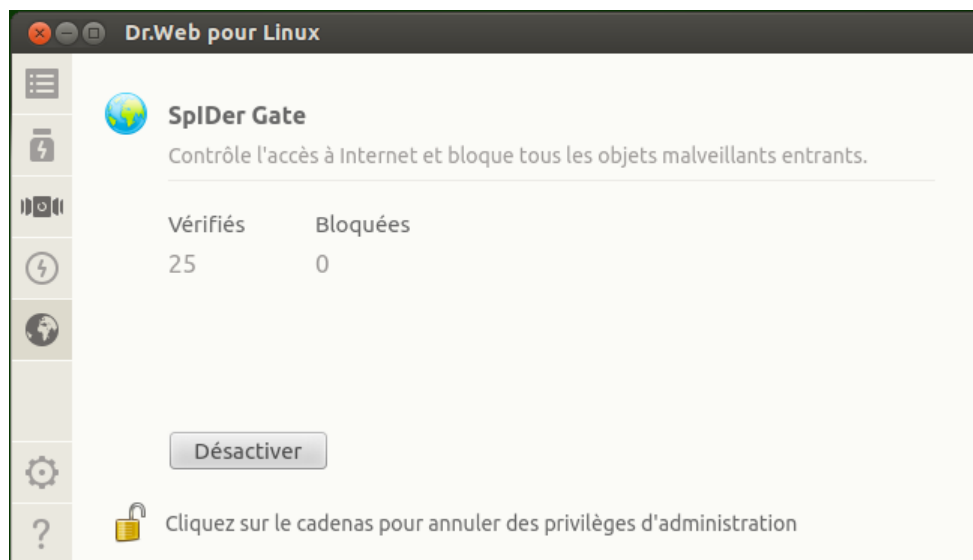 Dr.Web pour Linux
SpIDer Gate
Contrôle l'accès à Internet et bloque tous les objets malveillants entrants.
Vérifiés Bloquées
25 0
Désactiver
Cliquez sur le cadenas pour annuler des privilèges d'administration
?